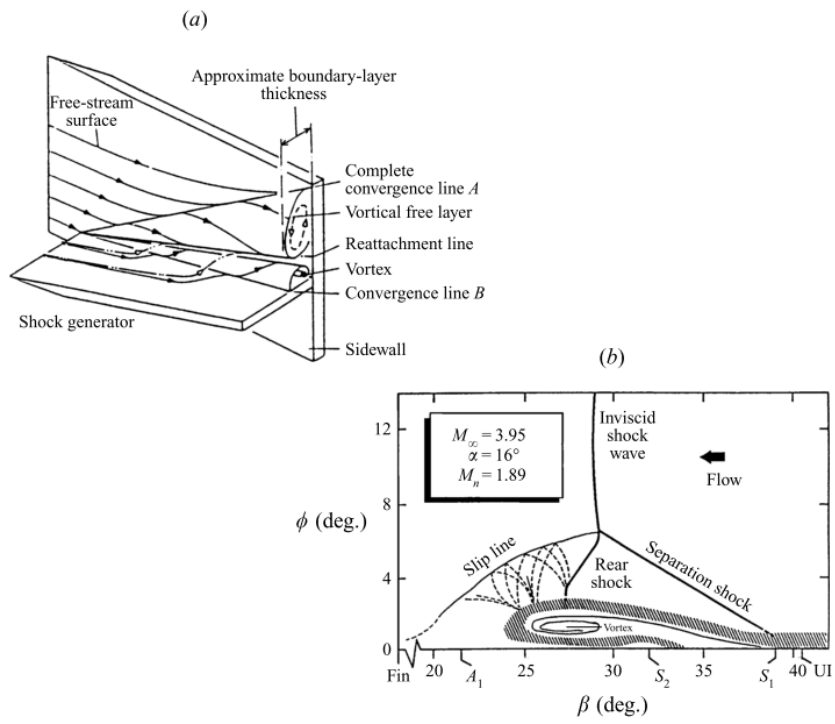 (a)
Approximate boundary-layer
thickness
Free-stream
surface
Complete
convergence line A
Vortical free layer
Reattachment line
Vortex
Convergence line B
Shock generator
Sidewall
(b)
M∞ = 3.95
α = 16°
Mn = 1.89
Inviscid
shock
wave
Flow
Slip line
Rear
shock
Separation shock
Vortex
ϕ (deg.)
12
8
4
0
Fin 20 A1 25 30 S2 35 S1 40 UI
β (deg.)